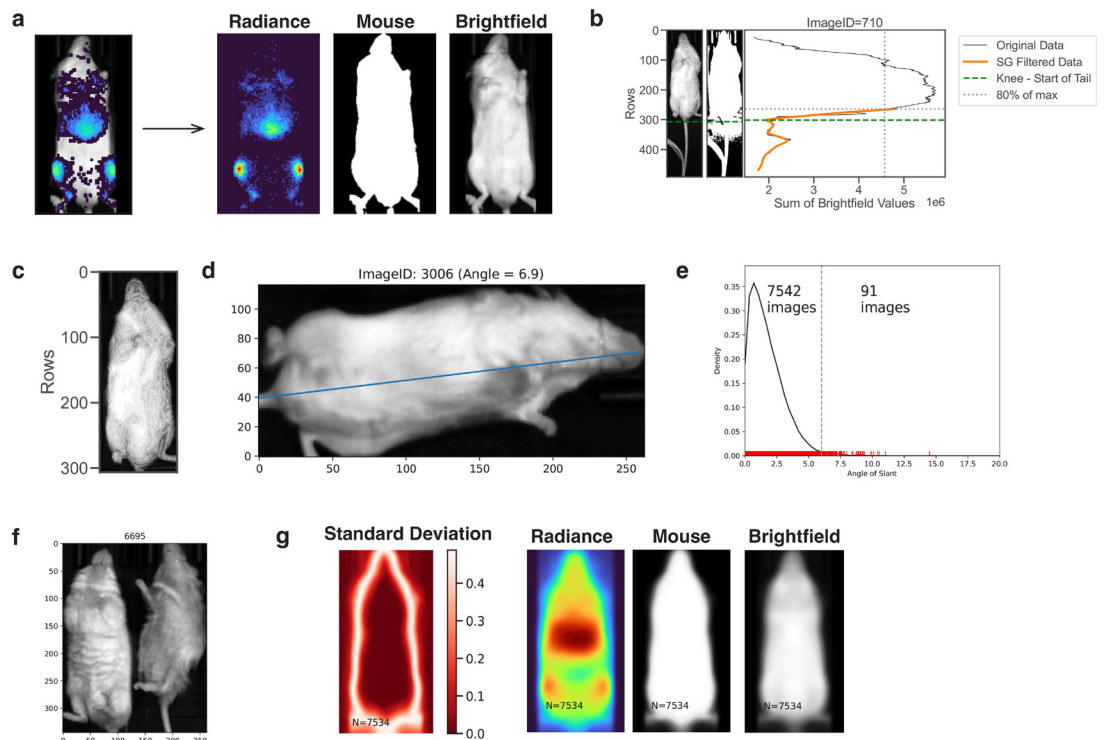 a
Radiance
Mouse
Brightfield
b
ImageID=710
0
100
200
300
400
Rows
2
3
4
5
1e6
Sum of Brightfield Values
Original Data
SG Filtered Data
Knee - Start of Tail
80% of max
c
0
100
200
300
Rows
d
ImageID: 3006 (Angle = 6.9)
100
80
60
40
20
0
0
50
100
150
200
250
e
7542
images
91
images
0.35
0.30
0.25
0.20
0.15
0.10
0.05
0.00
Density
0.0
2.5
5.0
7.5
10.0
12.5
15.0
17.5
20.0
Angle of Slant
f
6695
0
50
100
150
200
250
300
0
50
100
150
200
250
g
Standard Deviation
0.4
0.3
0.2
0.1
0.0
N=7534
Radiance
N=7534
Mouse
N=7534
Brightfield
N=7534